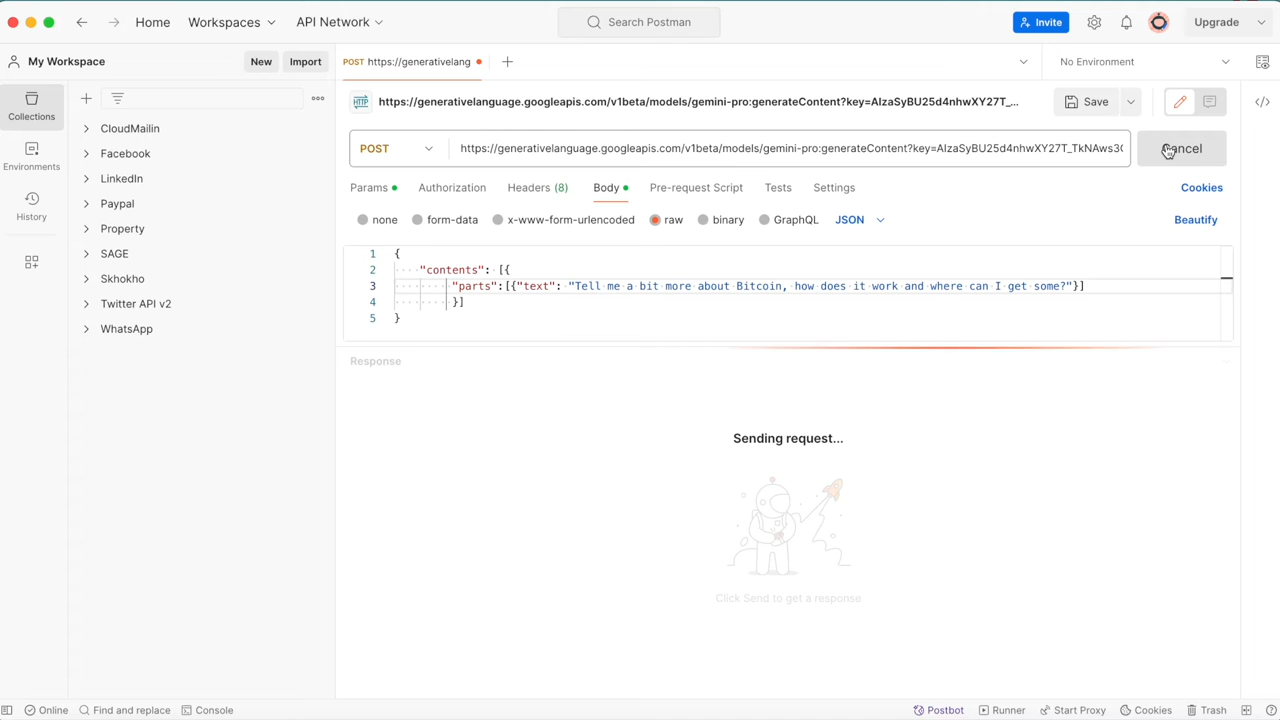 Home Workspaces API Network Search Postman Invite Upgrade
My Workspace New Import POST https://generativelang No Environment
Collections
Environments
History
CloudMailin
Facebook
LinkedIn
Paypal
Property
SAGE
Skhokho
Twitter API v2
WhatsApp
HTTP https://generativelanguage.googleapis.com/v1beta/models/gemini-pro:generateContent?key=AIzaSyBU25d4nhwXY27T_... Save
POST https://generativelanguage.googleapis.com/v1beta/models/gemini-pro:generateContent?key=AIzaSyBU25d4nhwXY27T_TkNAws3
Params Authorization Headers (8) Body Pre-request Script Tests Settings Cookies
none form-data x-www-form-urlencoded raw binary GraphQL JSON Beautify
1 {
2 "contents": [{
3 "parts":[{"text": "Tell me a bit more about Bitcoin, how does it work and where can I get some?"}]
4 }]
5 }
Response
Sending request...
Click Send to get a response
Online Find and replace Console Postbot Runner Start Proxy Cookies Trash